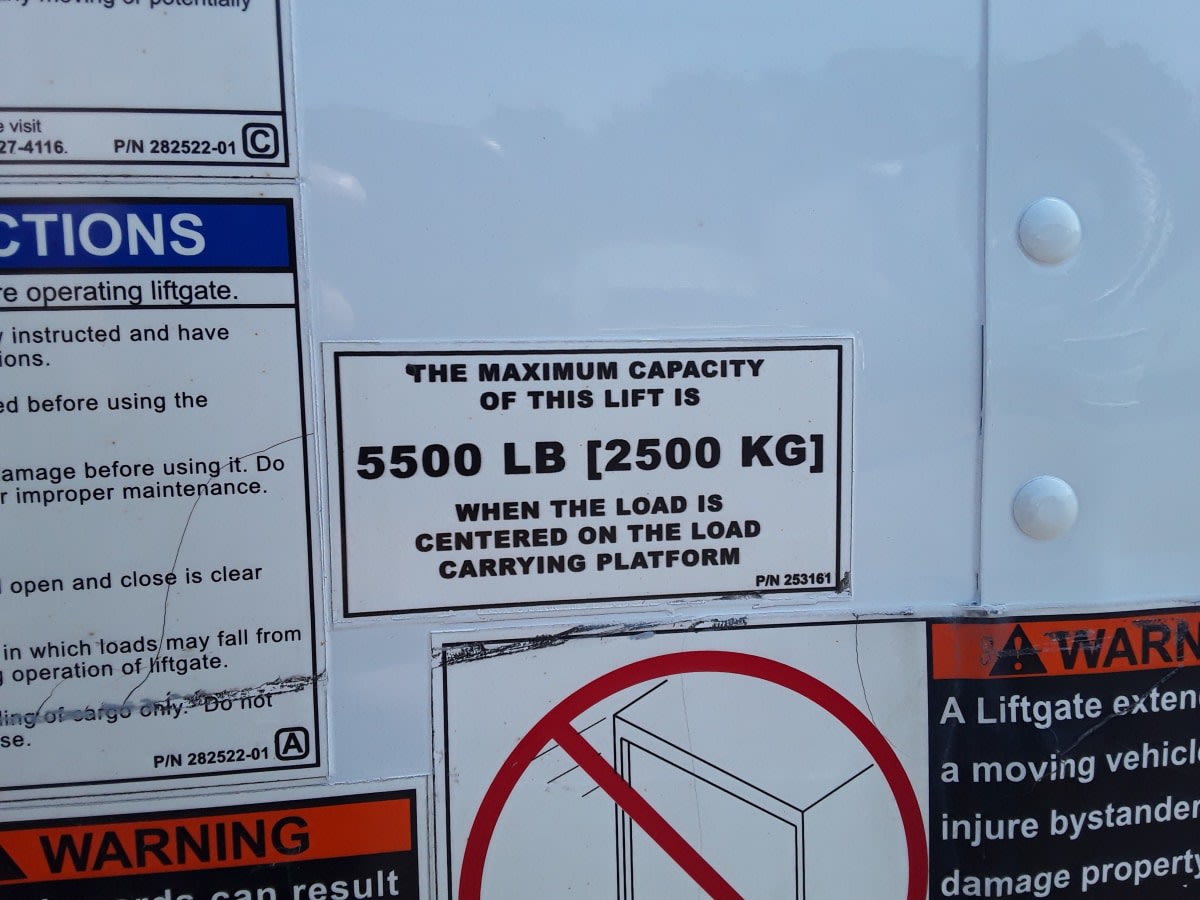 moving or potentially
visit
27-4116. P/N 282522-01 C
CTIONS
re operating liftgate.
instructed and have
ions.
ed before using the
amage before using it. Do
r improper maintenance.
open and close is clear
in which loads may fall from
operation of liftgate.
ling of cargo only. Do not
se.
P/N 282522-01 A
THE MAXIMUM CAPACITY
OF THIS LIFT IS
5500 LB [2500 KG]
WHEN THE LOAD IS
CENTERED ON THE LOAD
CARRYING PLATFORM
P/N 253161
WARNING
can result
WARN
A Liftgate exten
a moving vehicl
injure bystander
damage property